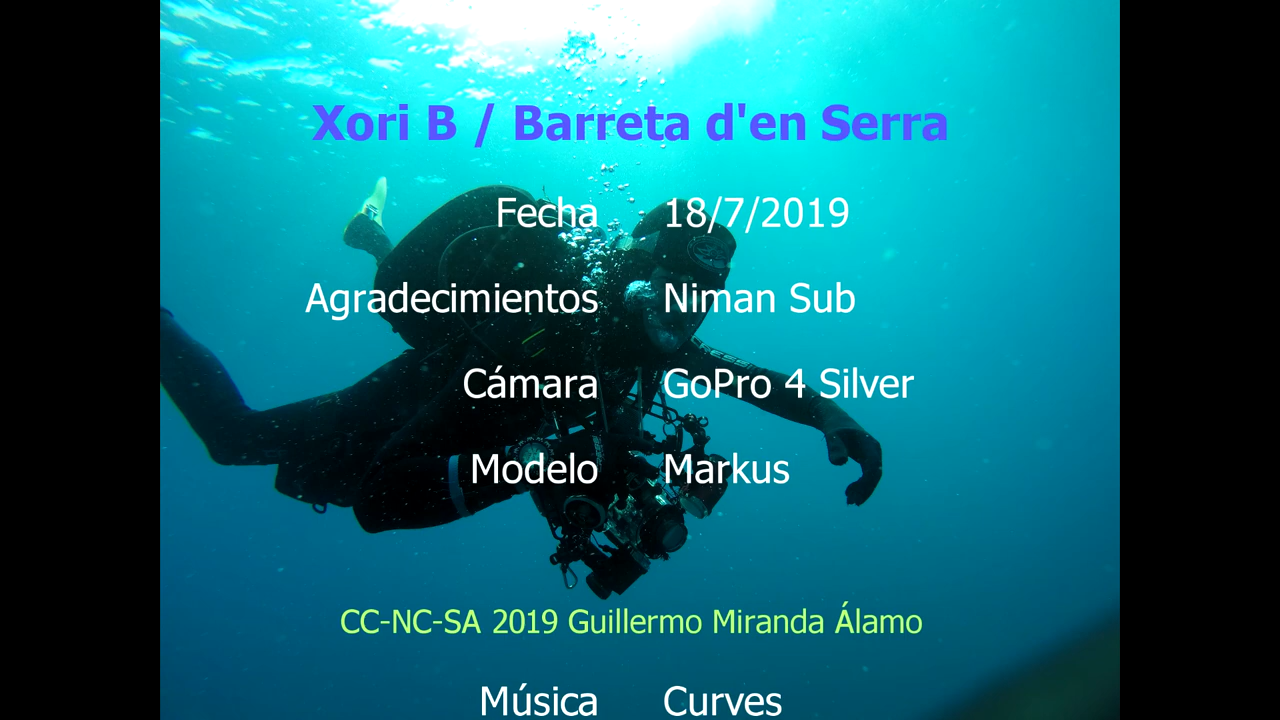 Xori B / Barreta d'en Serra
Fecha 18/7/2019
Agradecimientos Niman Sub
Cámara GoPro 4 Silver
Modelo Markus
CC-NC-SA 2019 Guillermo Miranda Álamo
Música Curves